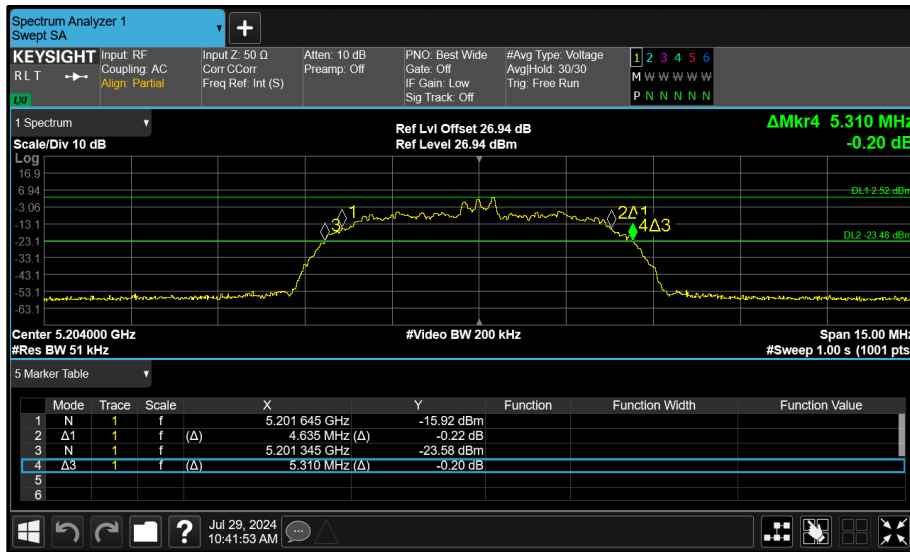 Spectrum Analyzer 1
Swept SA
+
KEYSIGHT Input: RF Input Z: 50 Ω Atten: 10 dB PNO: Best Wide #Avg Type: Voltage 1 2 3 4 5 6
R L T Coupling: AC Corr CCorr Preamp: Off Gate: Off Avg|Hold: 30/30 M W W W W W
Align: Partial Freq Ref: Int (S) IF Gain: Low Trig: Free Run P N N N N N
LXI Sig Track: Off
1 Spectrum Ref Lvl Offset 26.94 dB ΔMkr4 5.310 MHz
Scale/Div 10 dB Ref Level 26.94 dBm -0.20 dB
Log
16.9
6.94
DL1 2.52 dBm
-3.06
1 2Δ1
-13.1
3 4Δ3
-23.1
DL2 -23.48 dBm
-33.1
-43.1
-53.1
-63.1
Center 5.204000 GHz #Video BW 200 kHz Span 15.00 MHz
#Res BW 51 kHz #Sweep 1.00 s (1001 pts
5 Marker Table
Mode Trace Scale X Y Function Function Width Function Value
1 N 1 f 5.201 645 GHz -15.92 dBm
2 Δ1 1 f (Δ) 4.635 MHz (Δ) -0.22 dB
3 N 1 f 5.201 345 GHz -23.58 dBm
4 Δ3 1 f (Δ) 5.310 MHz (Δ) -0.20 dB
5
6
? Jul 29, 2024
10:41:53 AM